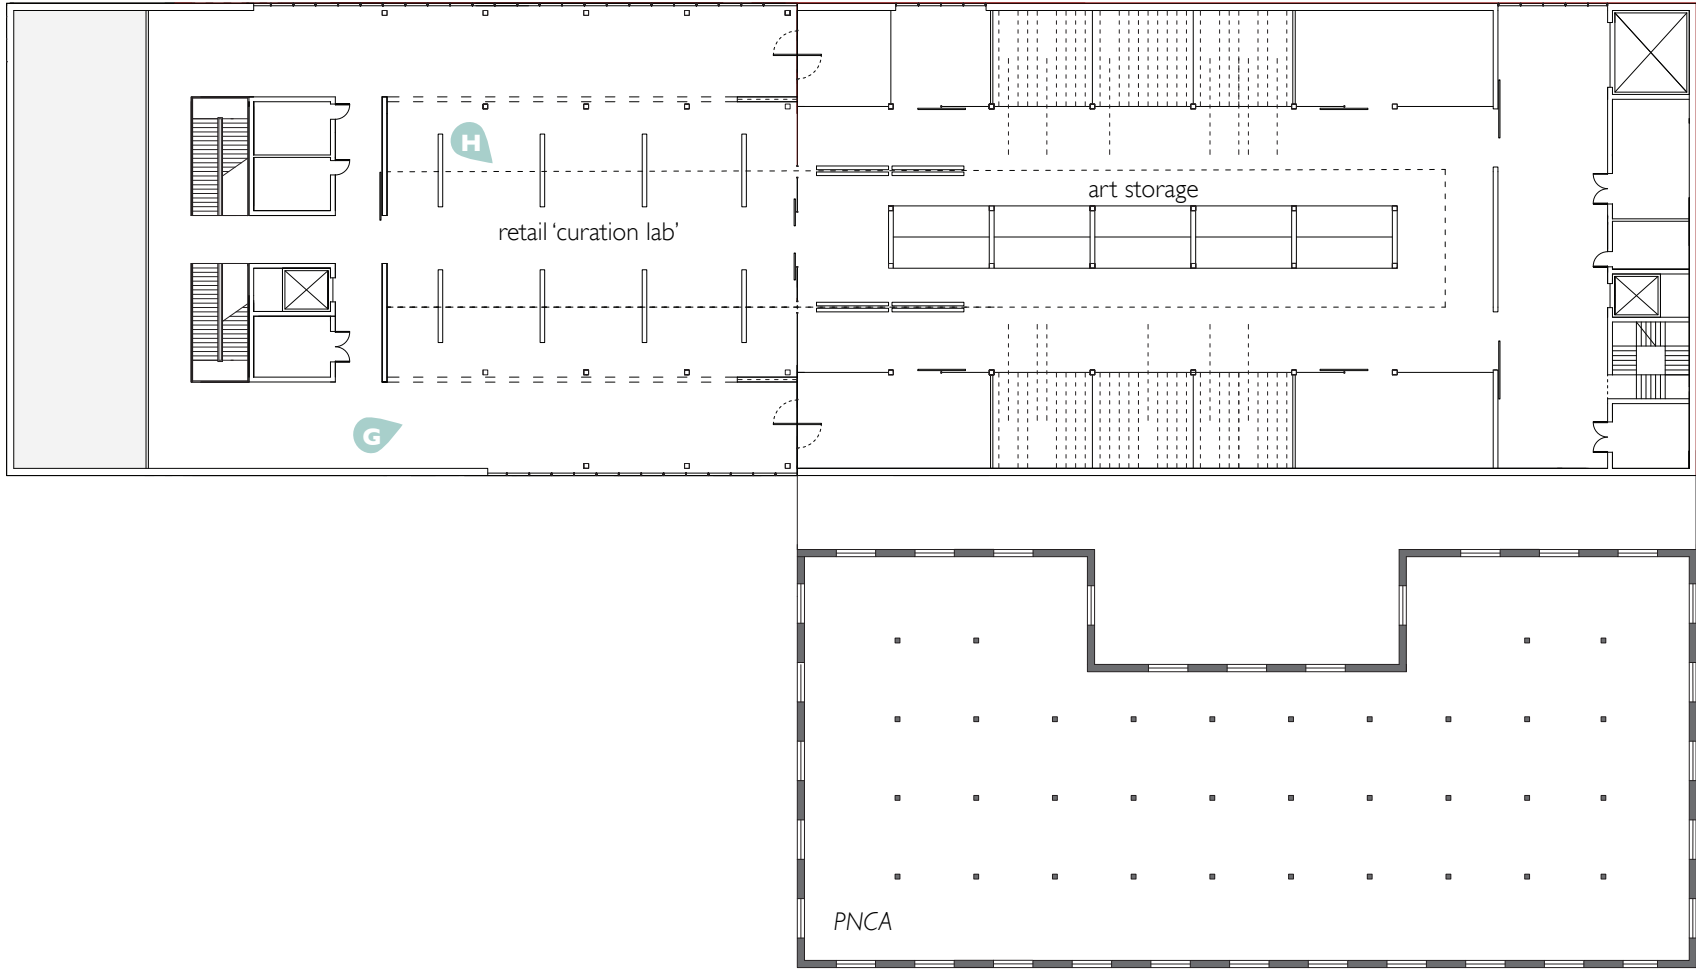 H
art storage
retail ‘curation lab’
G
PNCA